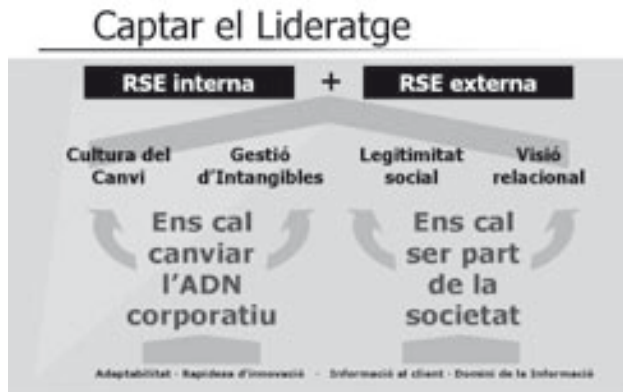 Captar el Lideratge
RSE interna + RSE externa
Cultura del Canvi
Gestió d'Intangibles
Legitimitat social
Visió relacional
Ens cal
canviar
l'ADN
corporatiu
Ens cal
ser part
de la
societat
Adaptabilitat · Rapidesa d'innovació · Informació al client · Domini de la Informació